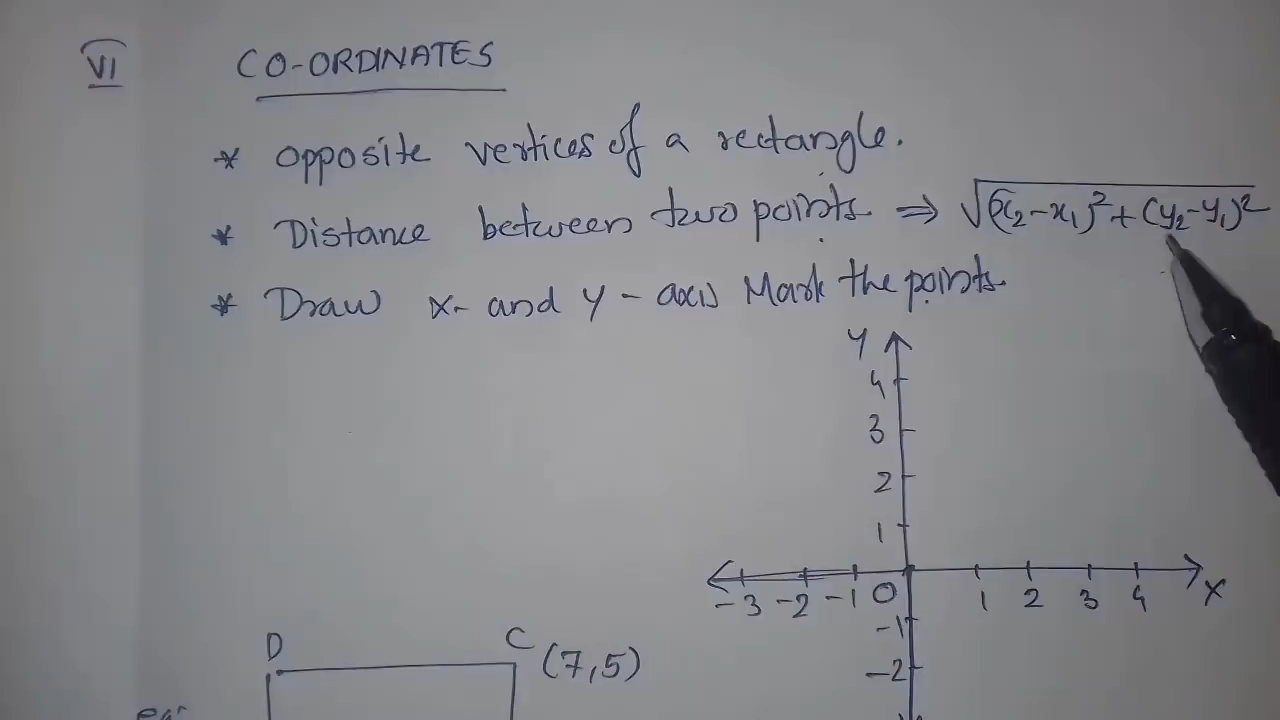 VI CO-ORDINATES
* Opposite vertices of a rectangle.
* Distance between two points ⇒ √(x₂-x₁)²+(y₂-y₁)²
* Draw x- and y-axis Mark the points.
Y
4
3
2
1
-3 -2 -1 0 1 2 3 4 X
-1
-2
D C (7,5)